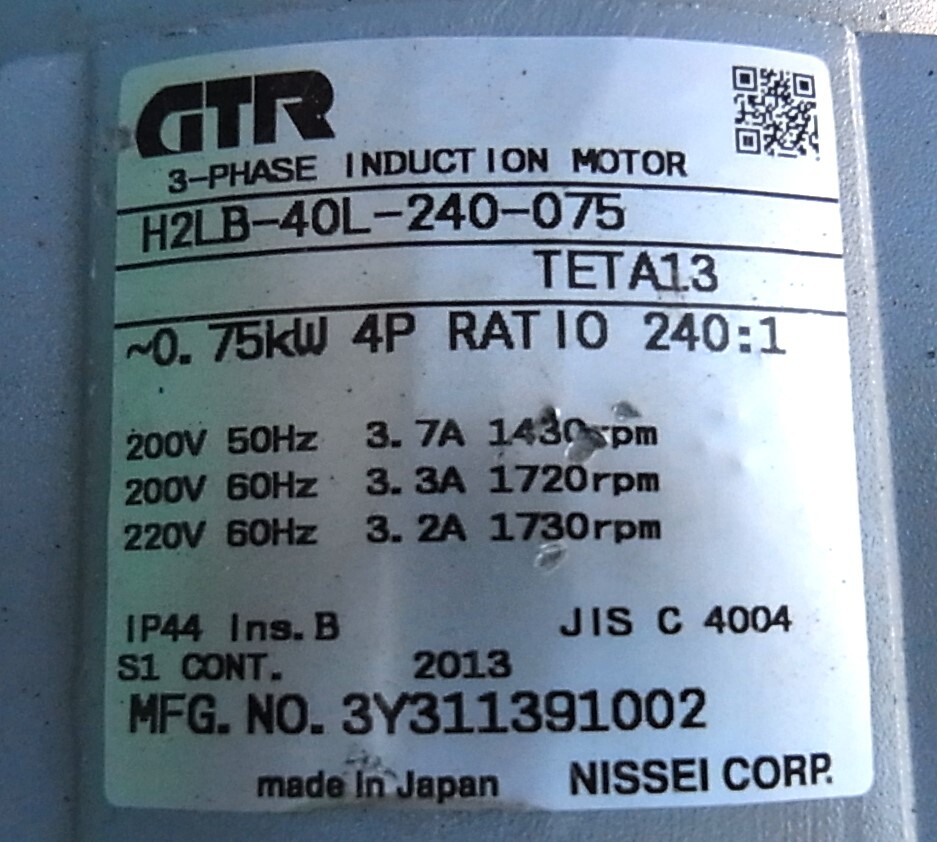 GTR
3-PHASE INDUCTION MOTOR
H2LB-40L-240-075
TETA13
~0.75kW 4P RATIO 240:1
200V 50Hz 3.7A 1430rpm
200V 60Hz 3.3A 1720rpm
220V 60Hz 3.2A 1730rpm
IP44 Ins.B JIS C 4004
S1 CONT. 2013
MFG.NO.3Y311391002
made In Japan NISSEI CORP.